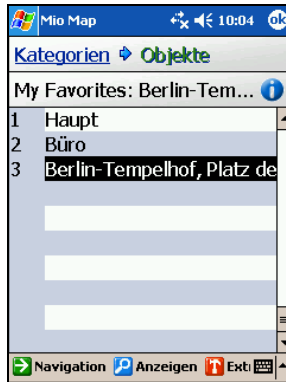 Mio Map 10:04 ok
Kategorien Objekte
My Favorites: Berlin-Tem...
1 Haupt
2 Büro
3 Berlin-Tempelhof, Platz de
Navigation Anzeigen Ext